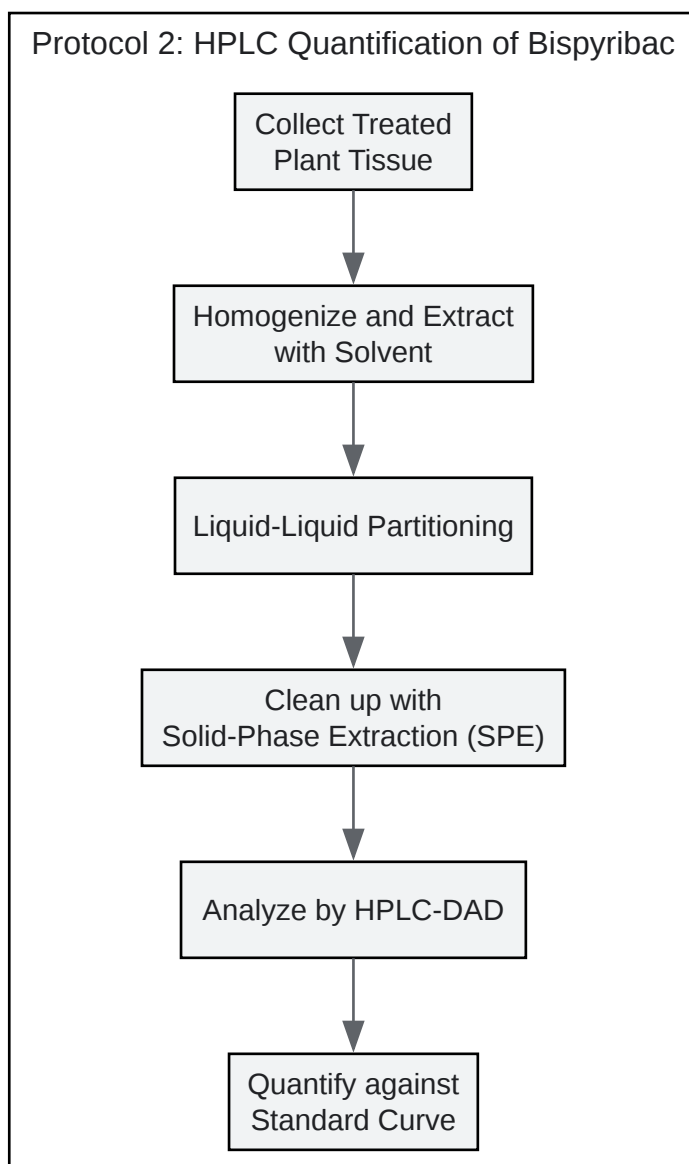 Protocol 2: HPLC Quantification of Bispyribac
Collect Treated
Plant Tissue
Homogenize and Extract
with Solvent
Liquid-Liquid Partitioning
Clean up with
Solid-Phase Extraction (SPE)
Analyze by HPLC-DAD
Quantify against
Standard Curve